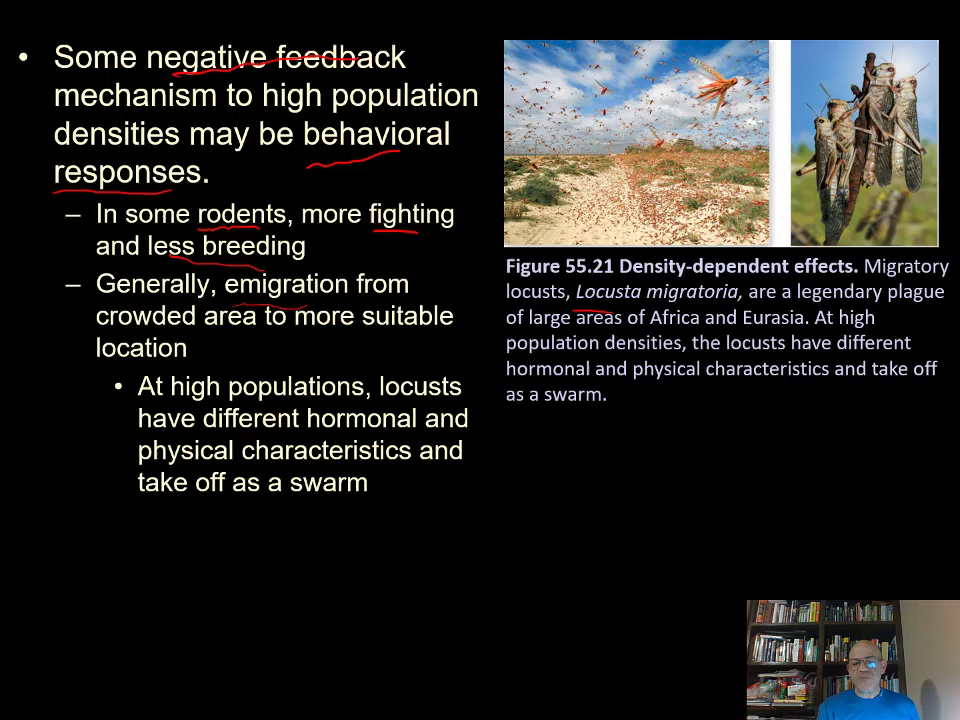 • Some negative feedback
mechanism to high population
densities may be behavioral
responses.
– In some rodents, more fighting
and less breeding
– Generally, emigration from
crowded area to more suitable
location
• At high populations, locusts
have different hormonal and
physical characteristics and
take off as a swarm
Figure 55.21 Density-dependent effects. Migratory
locusts, Locusta migratoria, are a legendary plague
of large areas of Africa and Eurasia. At high
population densities, the locusts have different
hormonal and physical characteristics and take off
as a swarm.